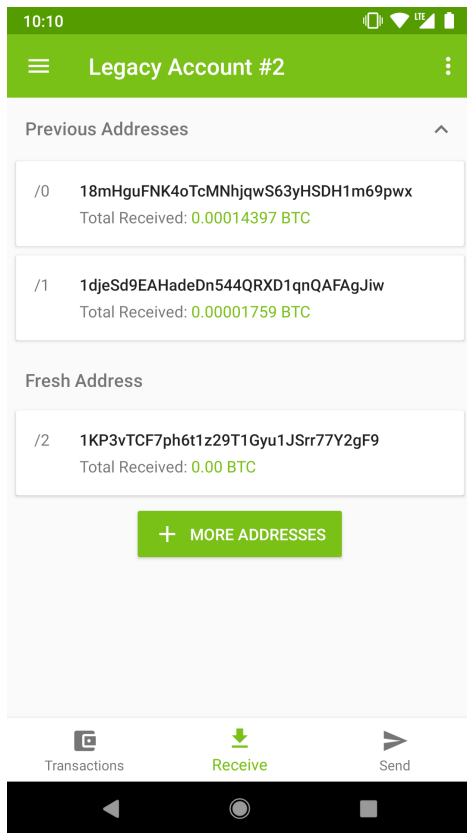 10:10
LTE
Legacy Account #2
Previous Addresses
/0 18mHguFNK4oTcMNhjqwS63yHSDH1m69pwx
Total Received: 0.00014397 BTC
/1 1djeSd9EAHadeDn544QRXD1qnQAFAgJiw
Total Received: 0.00001759 BTC
Fresh Address
/2 1KP3vTCF7ph6t1z29T1Gyu1JSrr77Y2gF9
Total Received: 0.00 BTC
+ MORE ADDRESSES
Transactions Receive Send